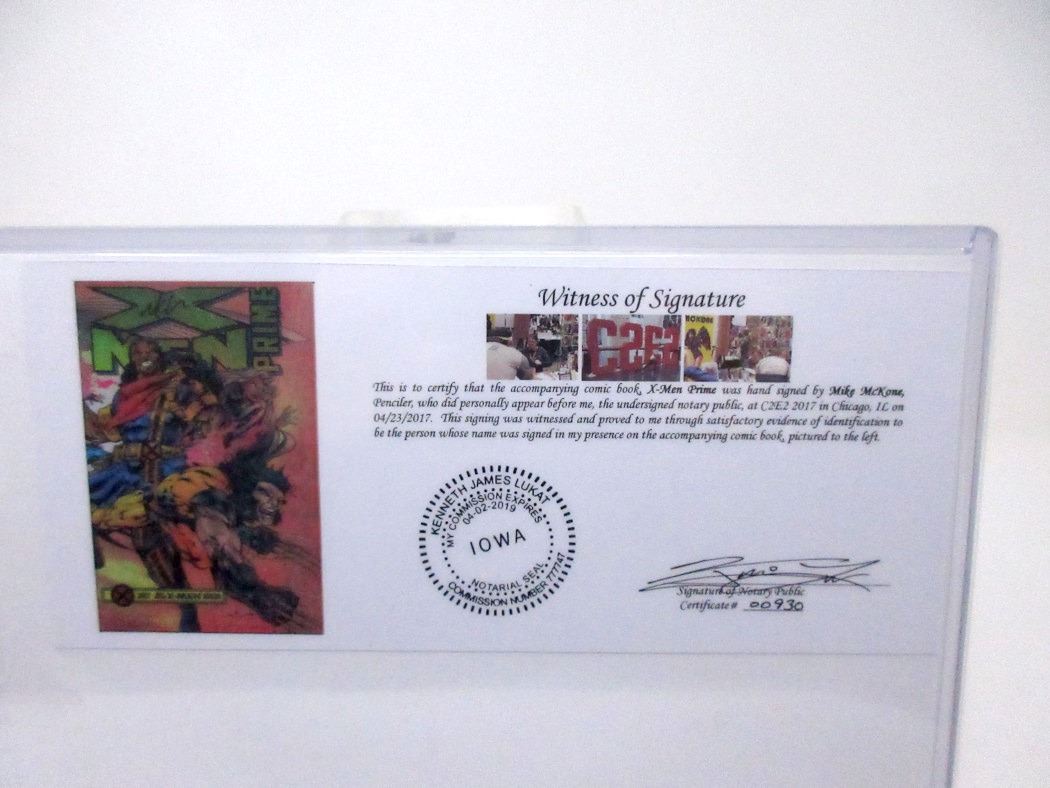 X
MEN
PRIME
Witness of Signature
C2E2
This is to certify that the accompanying comic book, X-Men Prime was hand signed by Mike McKone,
Penciler, who did personally appear before me, the undersigned notary public, at C2E2 2017 in Chicago, IL on
04/23/2017. This signing was witnessed and proved to me through satisfactory evidence of identification to
be the person whose name was signed in my presence on the accompanying comic book, pictured to the left.
KENNETH JAMES LUKAT
MY COMMISSION EXPIRES
04-02-2019
IOWA
NOTARIAL SEAL
COMMISSION NUMBER 777747
Signature of Notary Public
Certificate# 00930